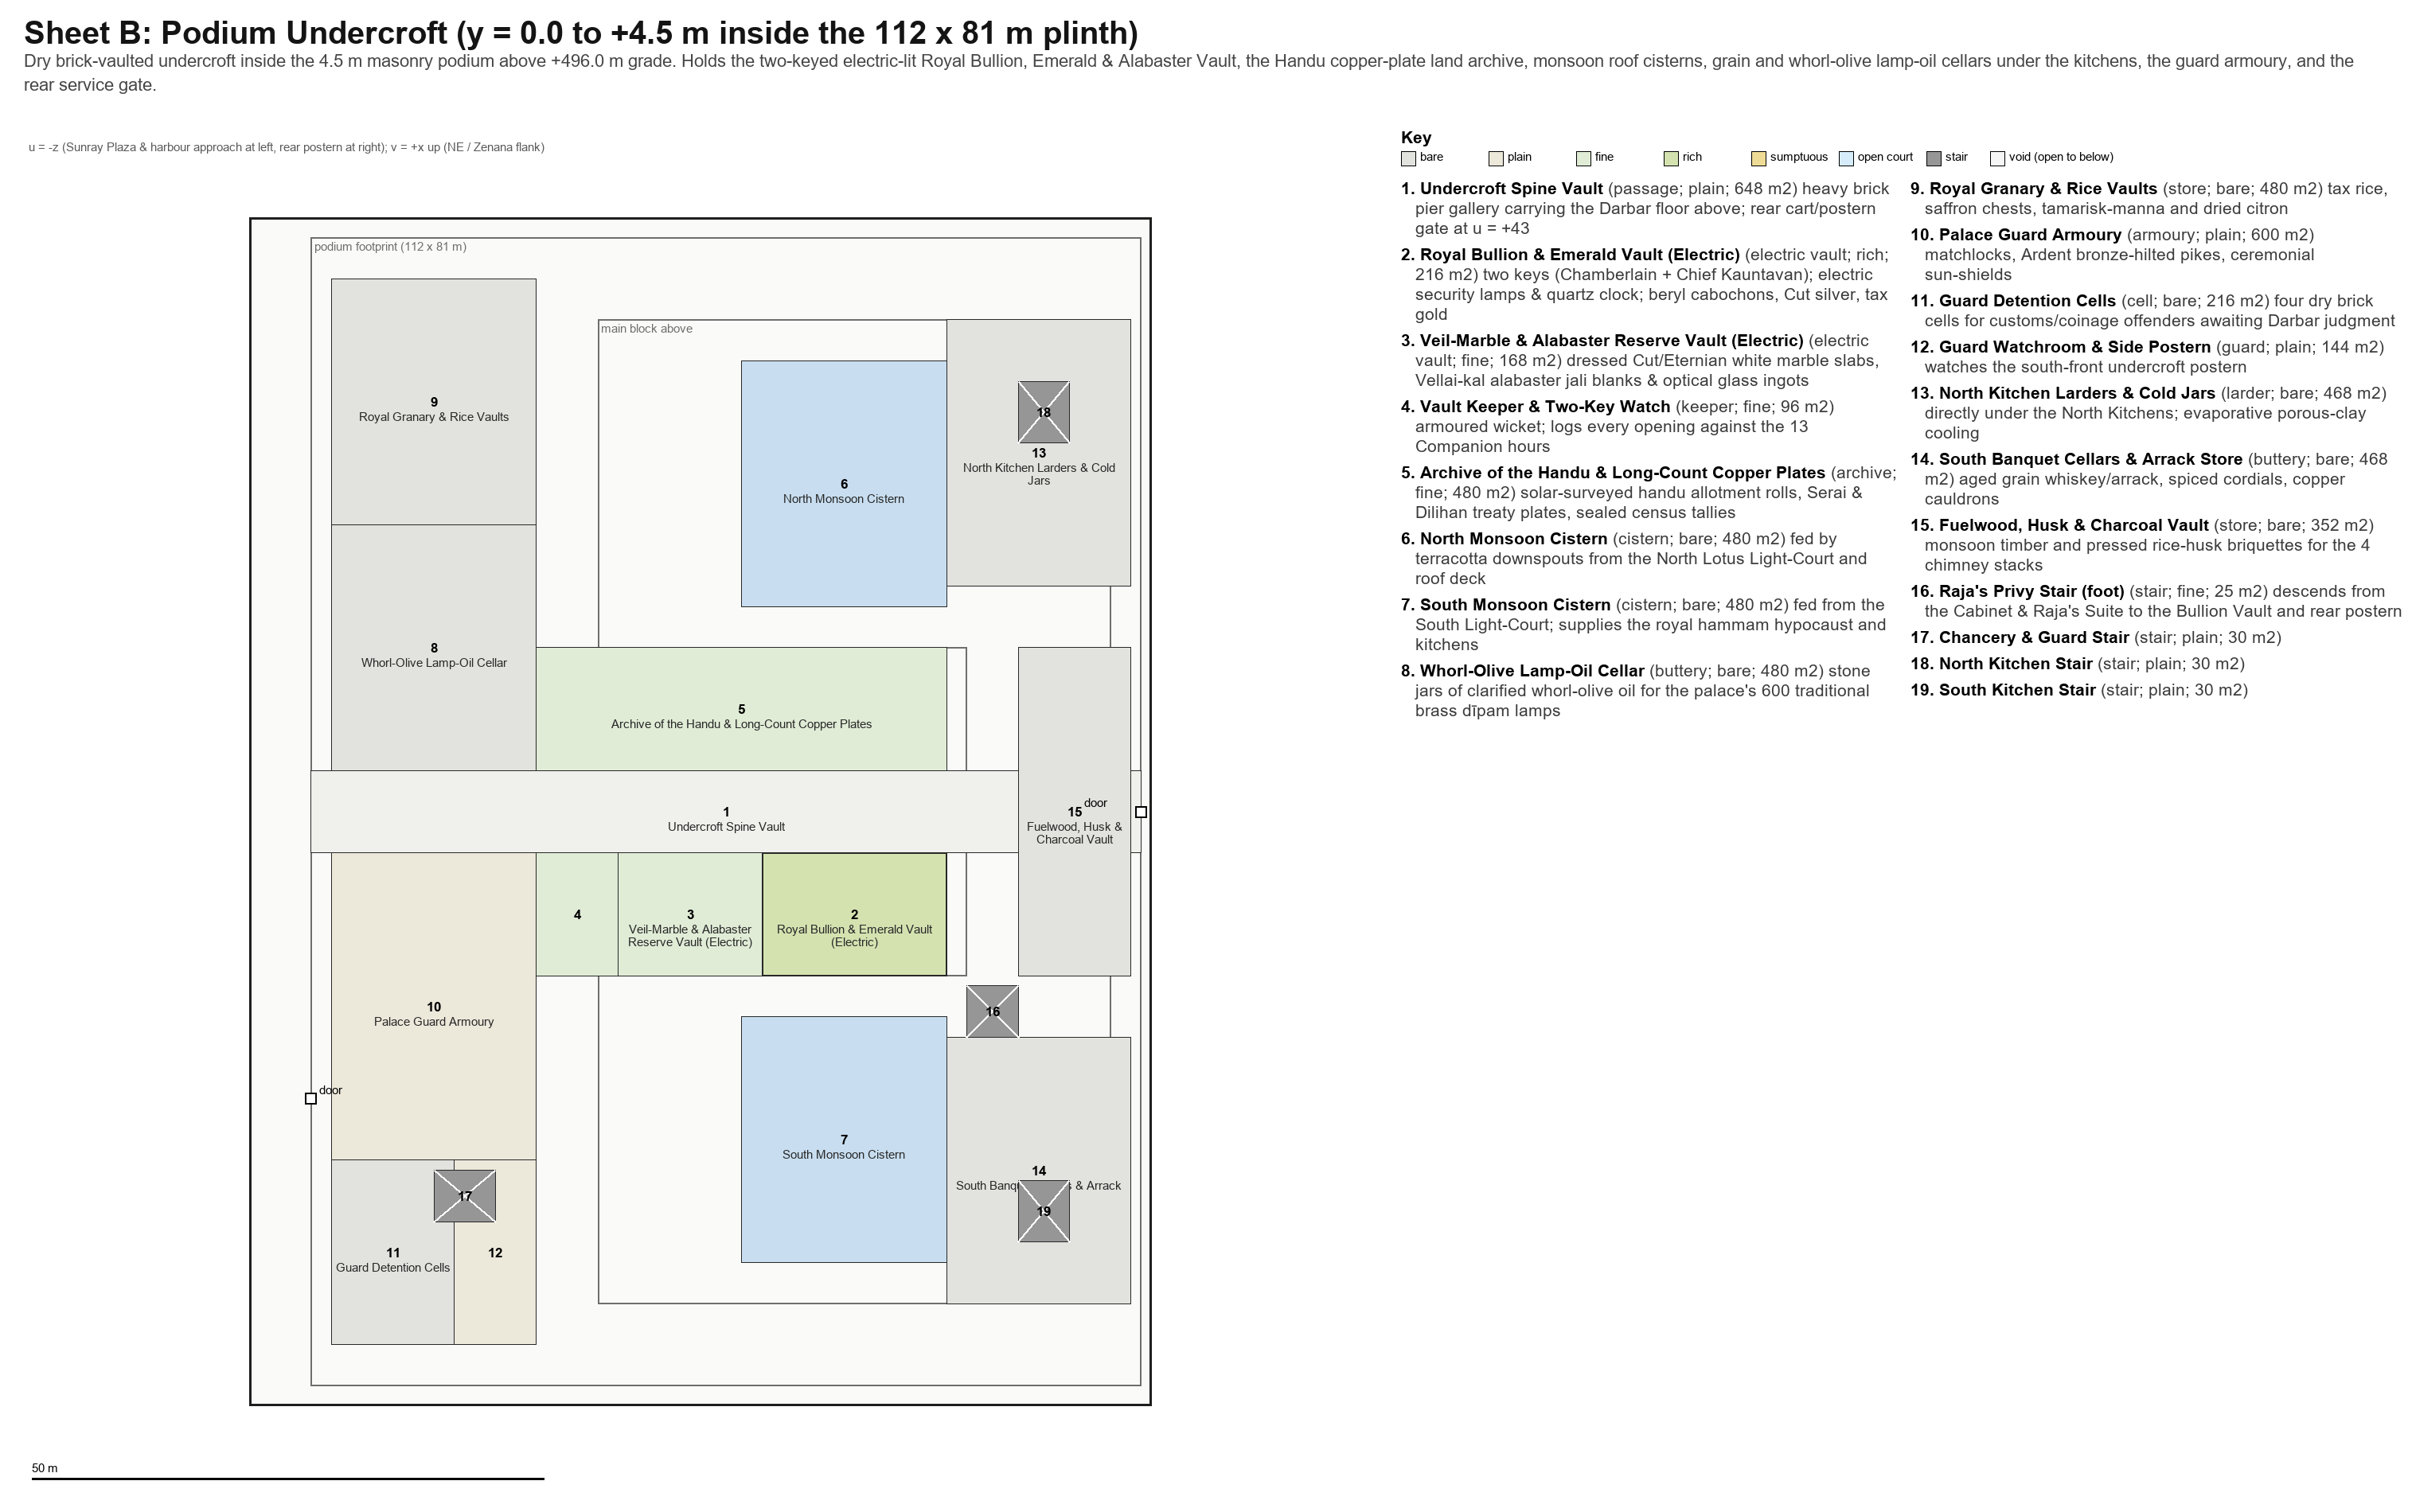 Sheet B: Podium Undercroft (y = 0.0 to +4.5 m inside the 112 x 81 m plinth)
Dry brick-vaulted undercroft inside the 4.5 m masonry podium above +496.0 m grade. Holds the two-keyed electric-lit Royal Bullion, Emerald & Alabaster Vault, the Handu copper-plate land archive, monsoon roof cisterns, grain and whorl-olive lamp-oil cellars under the kitchens, the guard armoury, and the
rear service gate.
u = -z (Sunray Plaza & harbour approach at left, rear postern at right); v = +x up (NE / Zenana flank)
podium footprint (112 x 81 m)
main block above
9
Royal Granary & Rice Vaults
18
13
North Kitchen Larders & Cold
Jars
6
North Monsoon Cistern
8
Whorl-Olive Lamp-Oil Cellar
5
Archive of the Handu & Long-Count Copper Plates
1
Undercroft Spine Vault
door
15
Fuelwood, Husk &
Charcoal Vault
4
3
Veil-Marble & Alabaster
Reserve Vault (Electric)
2
Royal Bullion & Emerald Vault
(Electric)
10
Palace Guard Armoury
16
door
7
South Monsoon Cistern
14
South & Arrack
19
17
11
Guard Detention Cells
12
50 m
Key
bare
plain
fine
rich
sumptuous
open court
stair
void (open to below)
1. Undercroft Spine Vault (passage; plain; 648 m2) heavy brick
pier gallery carrying the Darbar floor above; rear cart/postern
gate at u = +43
2. Royal Bullion & Emerald Vault (Electric) (electric vault; rich;
216 m2) two keys (Chamberlain + Chief Kauntavan); electric
security lamps & quartz clock; beryl cabochons, Cut silver, tax
gold
3. Veil-Marble & Alabaster Reserve Vault (Electric) (electric
vault; fine; 168 m2) dressed Cut/Eternian white marble slabs,
Vellai-kal alabaster jali blanks & optical glass ingots
4. Vault Keeper & Two-Key Watch (keeper; fine; 96 m2)
armoured wicket; logs every opening against the 13
Companion hours
5. Archive of the Handu & Long-Count Copper Plates (archive;
fine; 480 m2) solar-surveyed handu allotment rolls, Serai &
Dilihan treaty plates, sealed census tallies
6. North Monsoon Cistern (cistern; bare; 480 m2) fed by
terracotta downspouts from the North Lotus Light-Court and
roof deck
7. South Monsoon Cistern (cistern; bare; 480 m2) fed from the
South Light-Court; supplies the royal hammam hypocaust and
kitchens
8. Whorl-Olive Lamp-Oil Cellar (buttery; bare; 480 m2) stone
jars of clarified whorl-olive oil for the palace's 600 traditional
brass dīpam lamps
9. Royal Granary & Rice Vaults (store; bare; 480 m2) tax rice,
saffron chests, tamarisk-manna and dried citron
10. Palace Guard Armoury (armoury; plain; 600 m2)
matchlocks, Ardent bronze-hilted pikes, ceremonial
sun-shields
11. Guard Detention Cells (cell; bare; 216 m2) four dry brick
cells for customs/coinage offenders awaiting Darbar judgment
12. Guard Watchroom & Side Postern (guard; plain; 144 m2)
watches the south-front undercroft postern
13. North Kitchen Larders & Cold Jars (larder; bare; 468 m2)
directly under the North Kitchens; evaporative porous-clay
cooling
14. South Banquet Cellars & Arrack Store (buttery; bare; 468
m2) aged grain whiskey/arrack, spiced cordials, copper
cauldrons
15. Fuelwood, Husk & Charcoal Vault (store; bare; 352 m2)
monsoon timber and pressed rice-husk briquettes for the 4
chimney stacks
16. Raja's Privy Stair (foot) (stair; fine; 25 m2) descends from
the Cabinet & Raja's Suite to the Bullion Vault and rear postern
17. Chancery & Guard Stair (stair; plain; 30 m2)
18. North Kitchen Stair (stair; plain; 30 m2)
19. South Kitchen Stair (stair; plain; 30 m2)